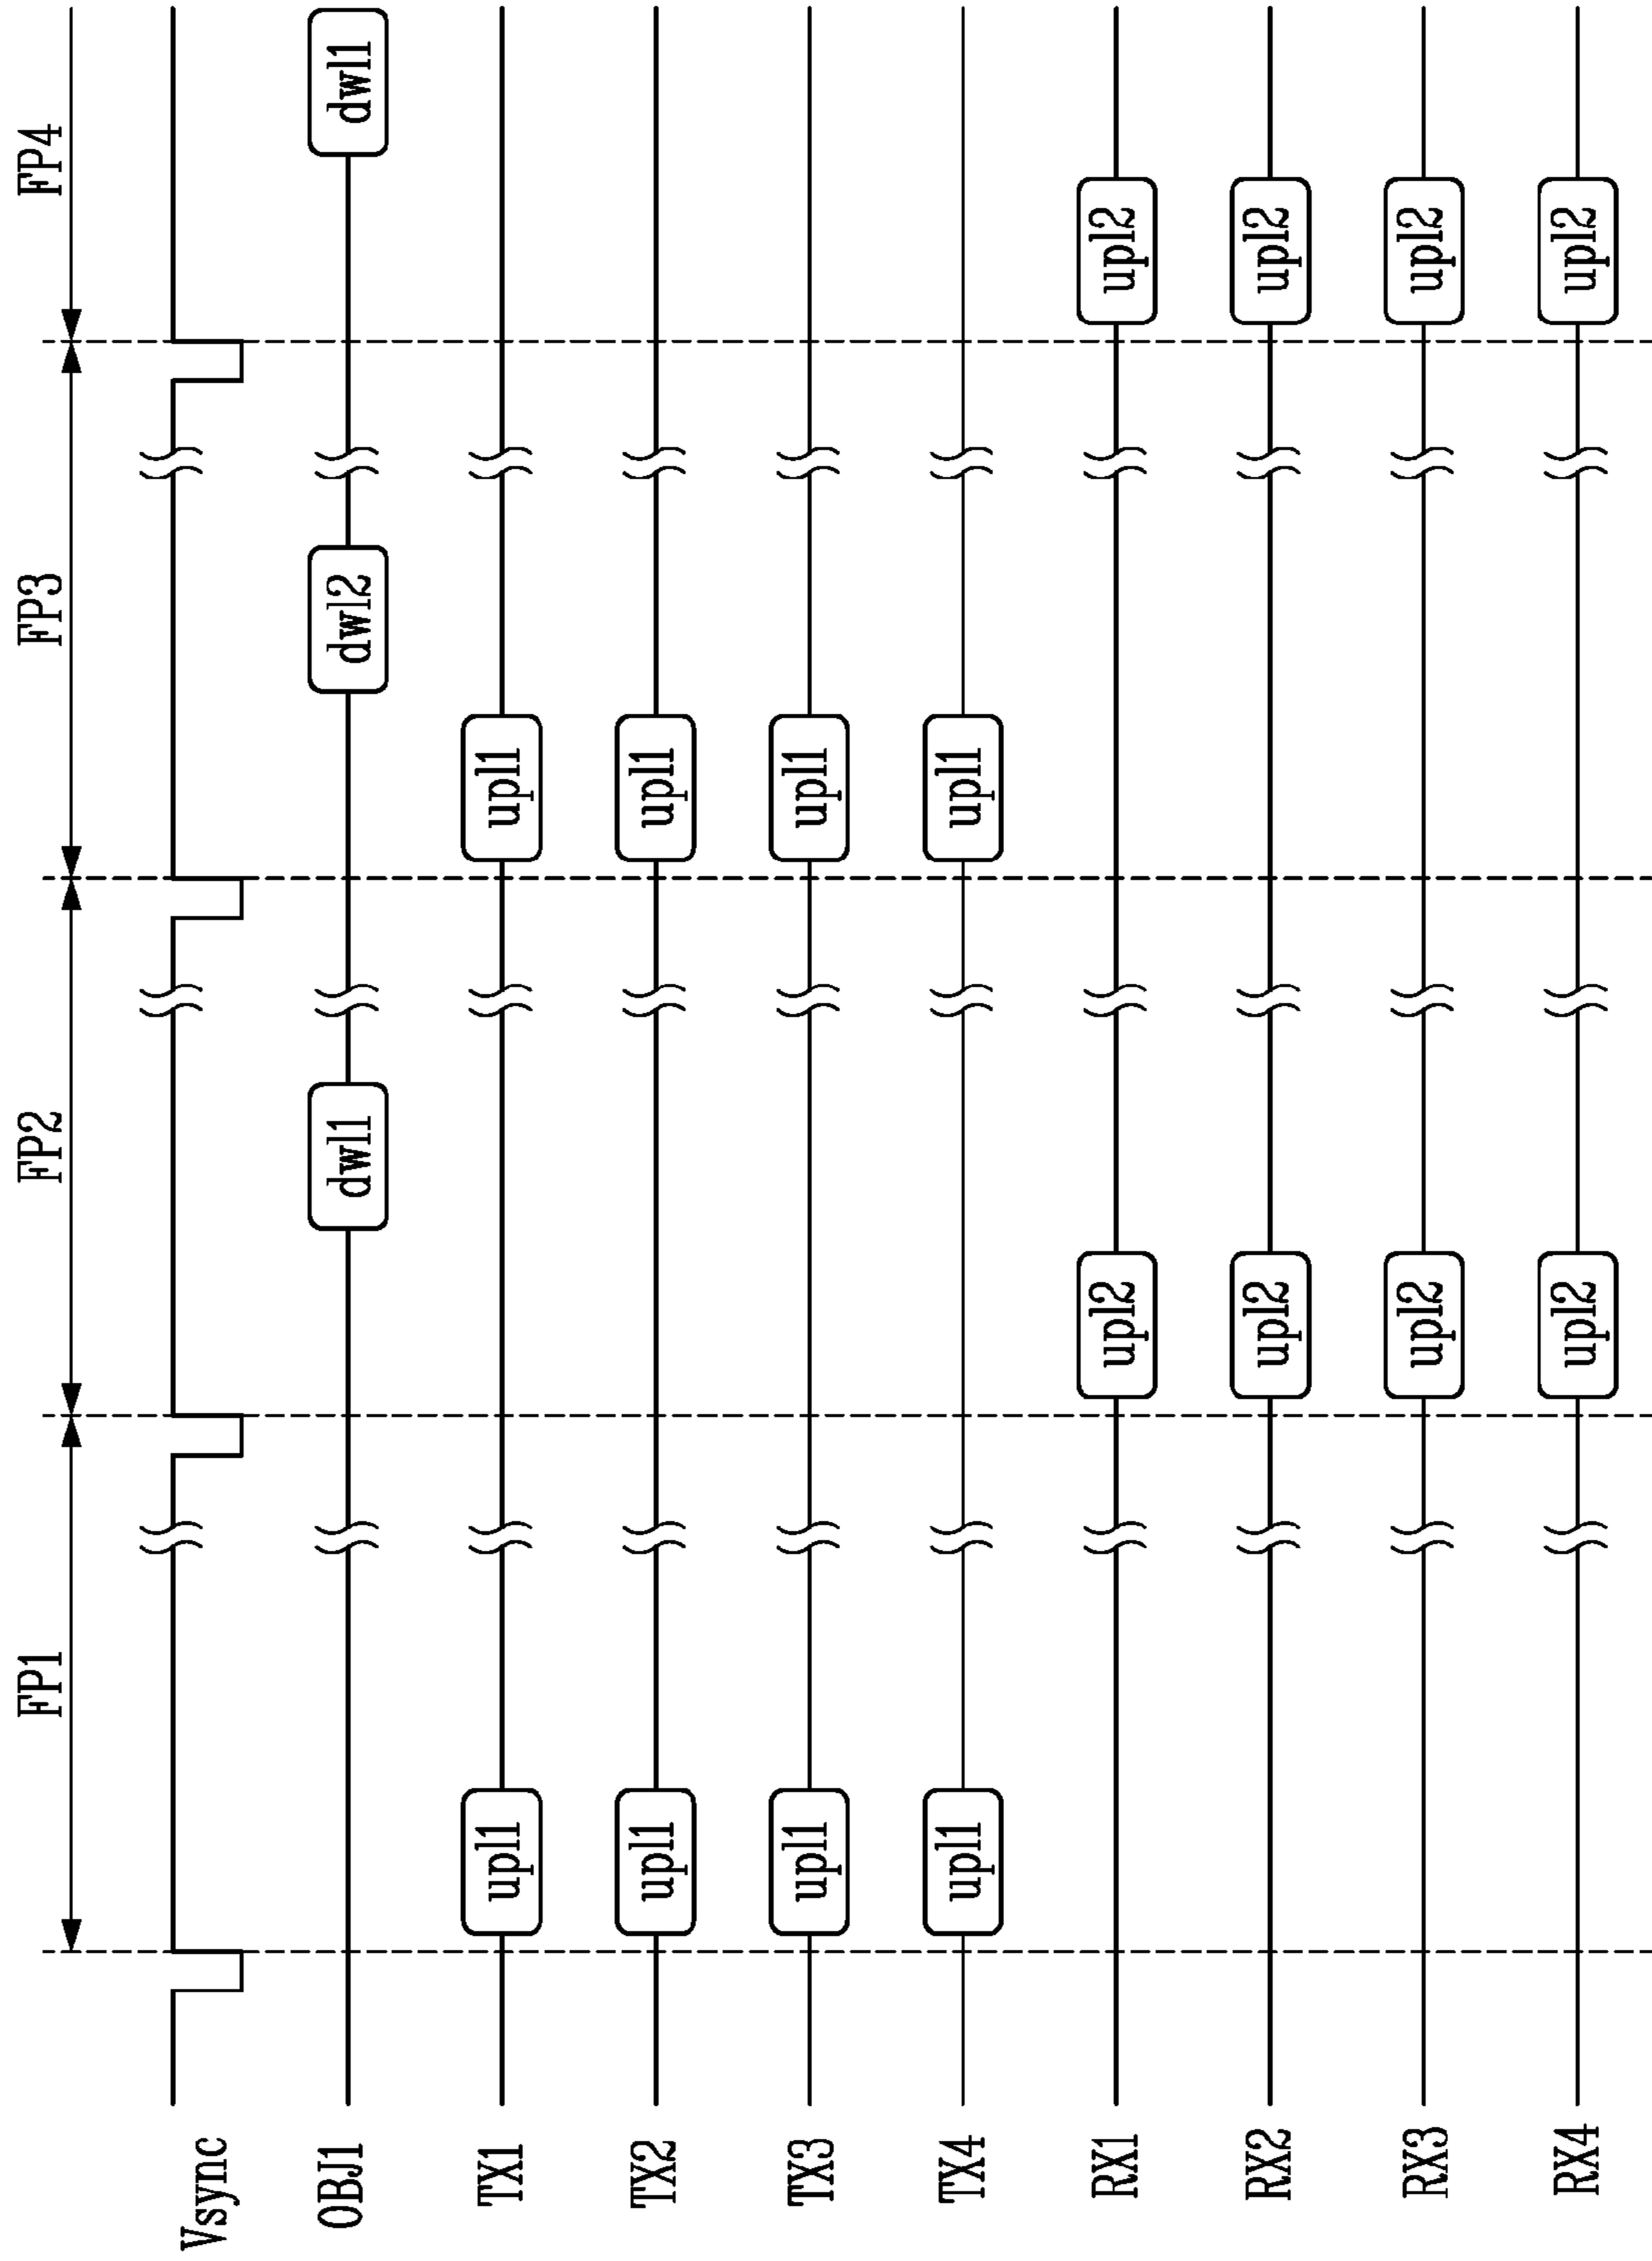 FP1 FP2 FP3 FP4
Vsync
OBJ1 dwl1 dwl2 dwl1
TX1 upl1 upl1
TX2 upl1 upl1
TX3 upl1 upl1
TX4 upl1 upl1
RX1 upl2 upl2
RX2 upl2 upl2
RX3 upl2 upl2
RX4 upl2 upl2